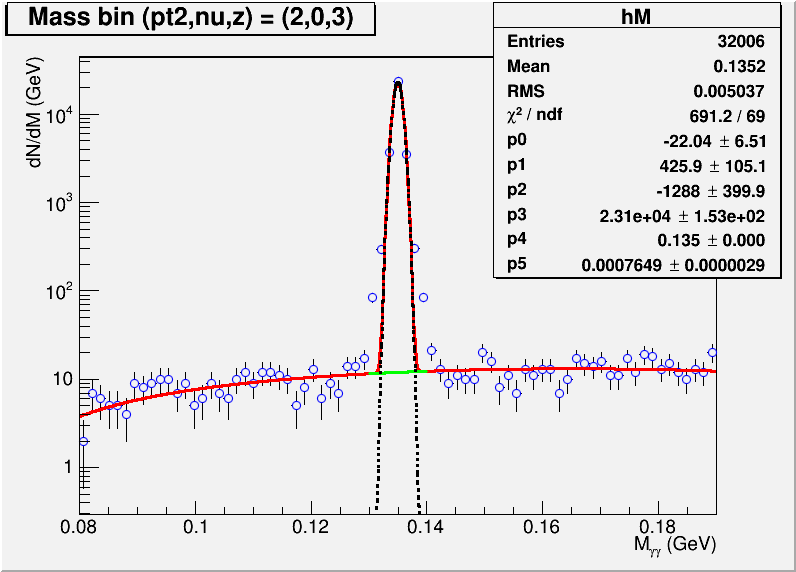 Mass bin (pt2,nu,z) = (2,0,3)
hM
Entries 32006
Mean 0.1352
RMS 0.005037
χ² / ndf 691.2 / 69
p0 -22.04 ± 6.51
p1 425.9 ± 105.1
p2 -1288 ± 399.9
p3 2.31e+04 ± 1.53e+02
p4 0.135 ± 0.000
p5 0.0007649 ± 0.0000029
dN/dM (GeV)
10⁴
10³
10²
10
1
0.08 0.1 0.12 0.14 0.16 0.18
Mγγ (GeV)